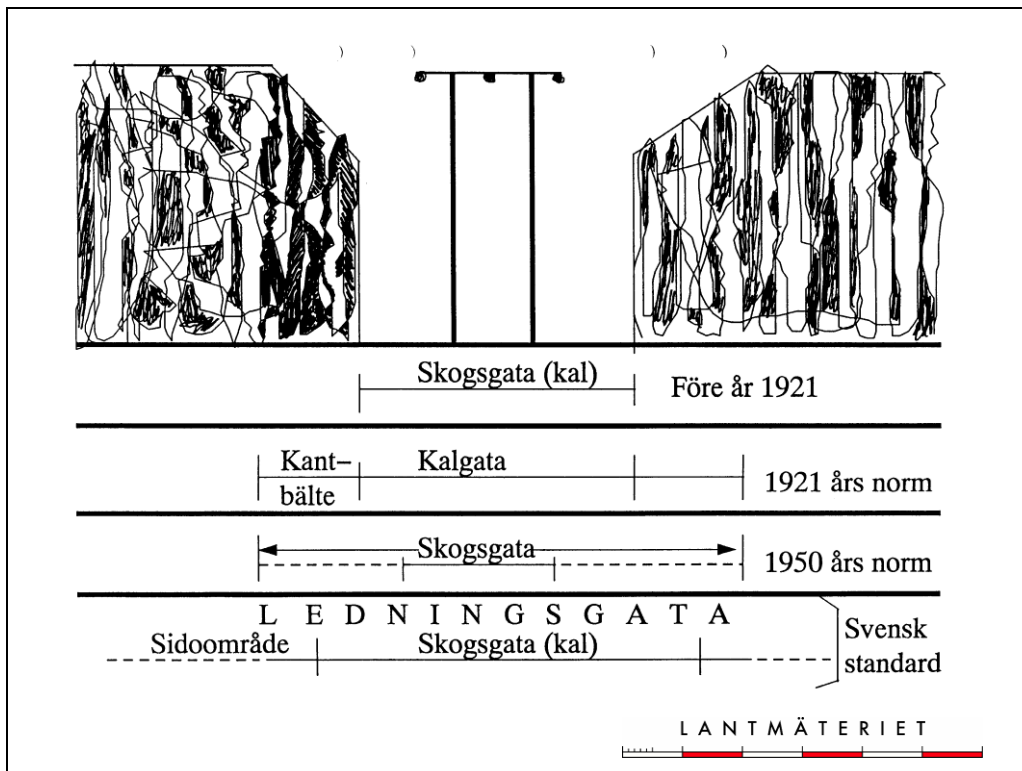 ) ) ) )
Skogsgata (kal) Före år 1921
Kant– Kalgata
bälte 1921 års norm
Skogsgata 1950 års norm
LEDNINGSGATA
Sidoområde Skogsgata (kal) Svensk
standard
LANTMÄTERIET